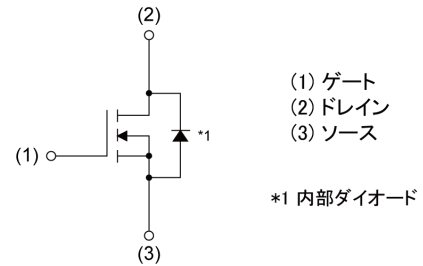 (2)
(1) ゲート
(2) ドレイン
(3) ソース
*1
(1)
*1 内部ダイオード
(3)